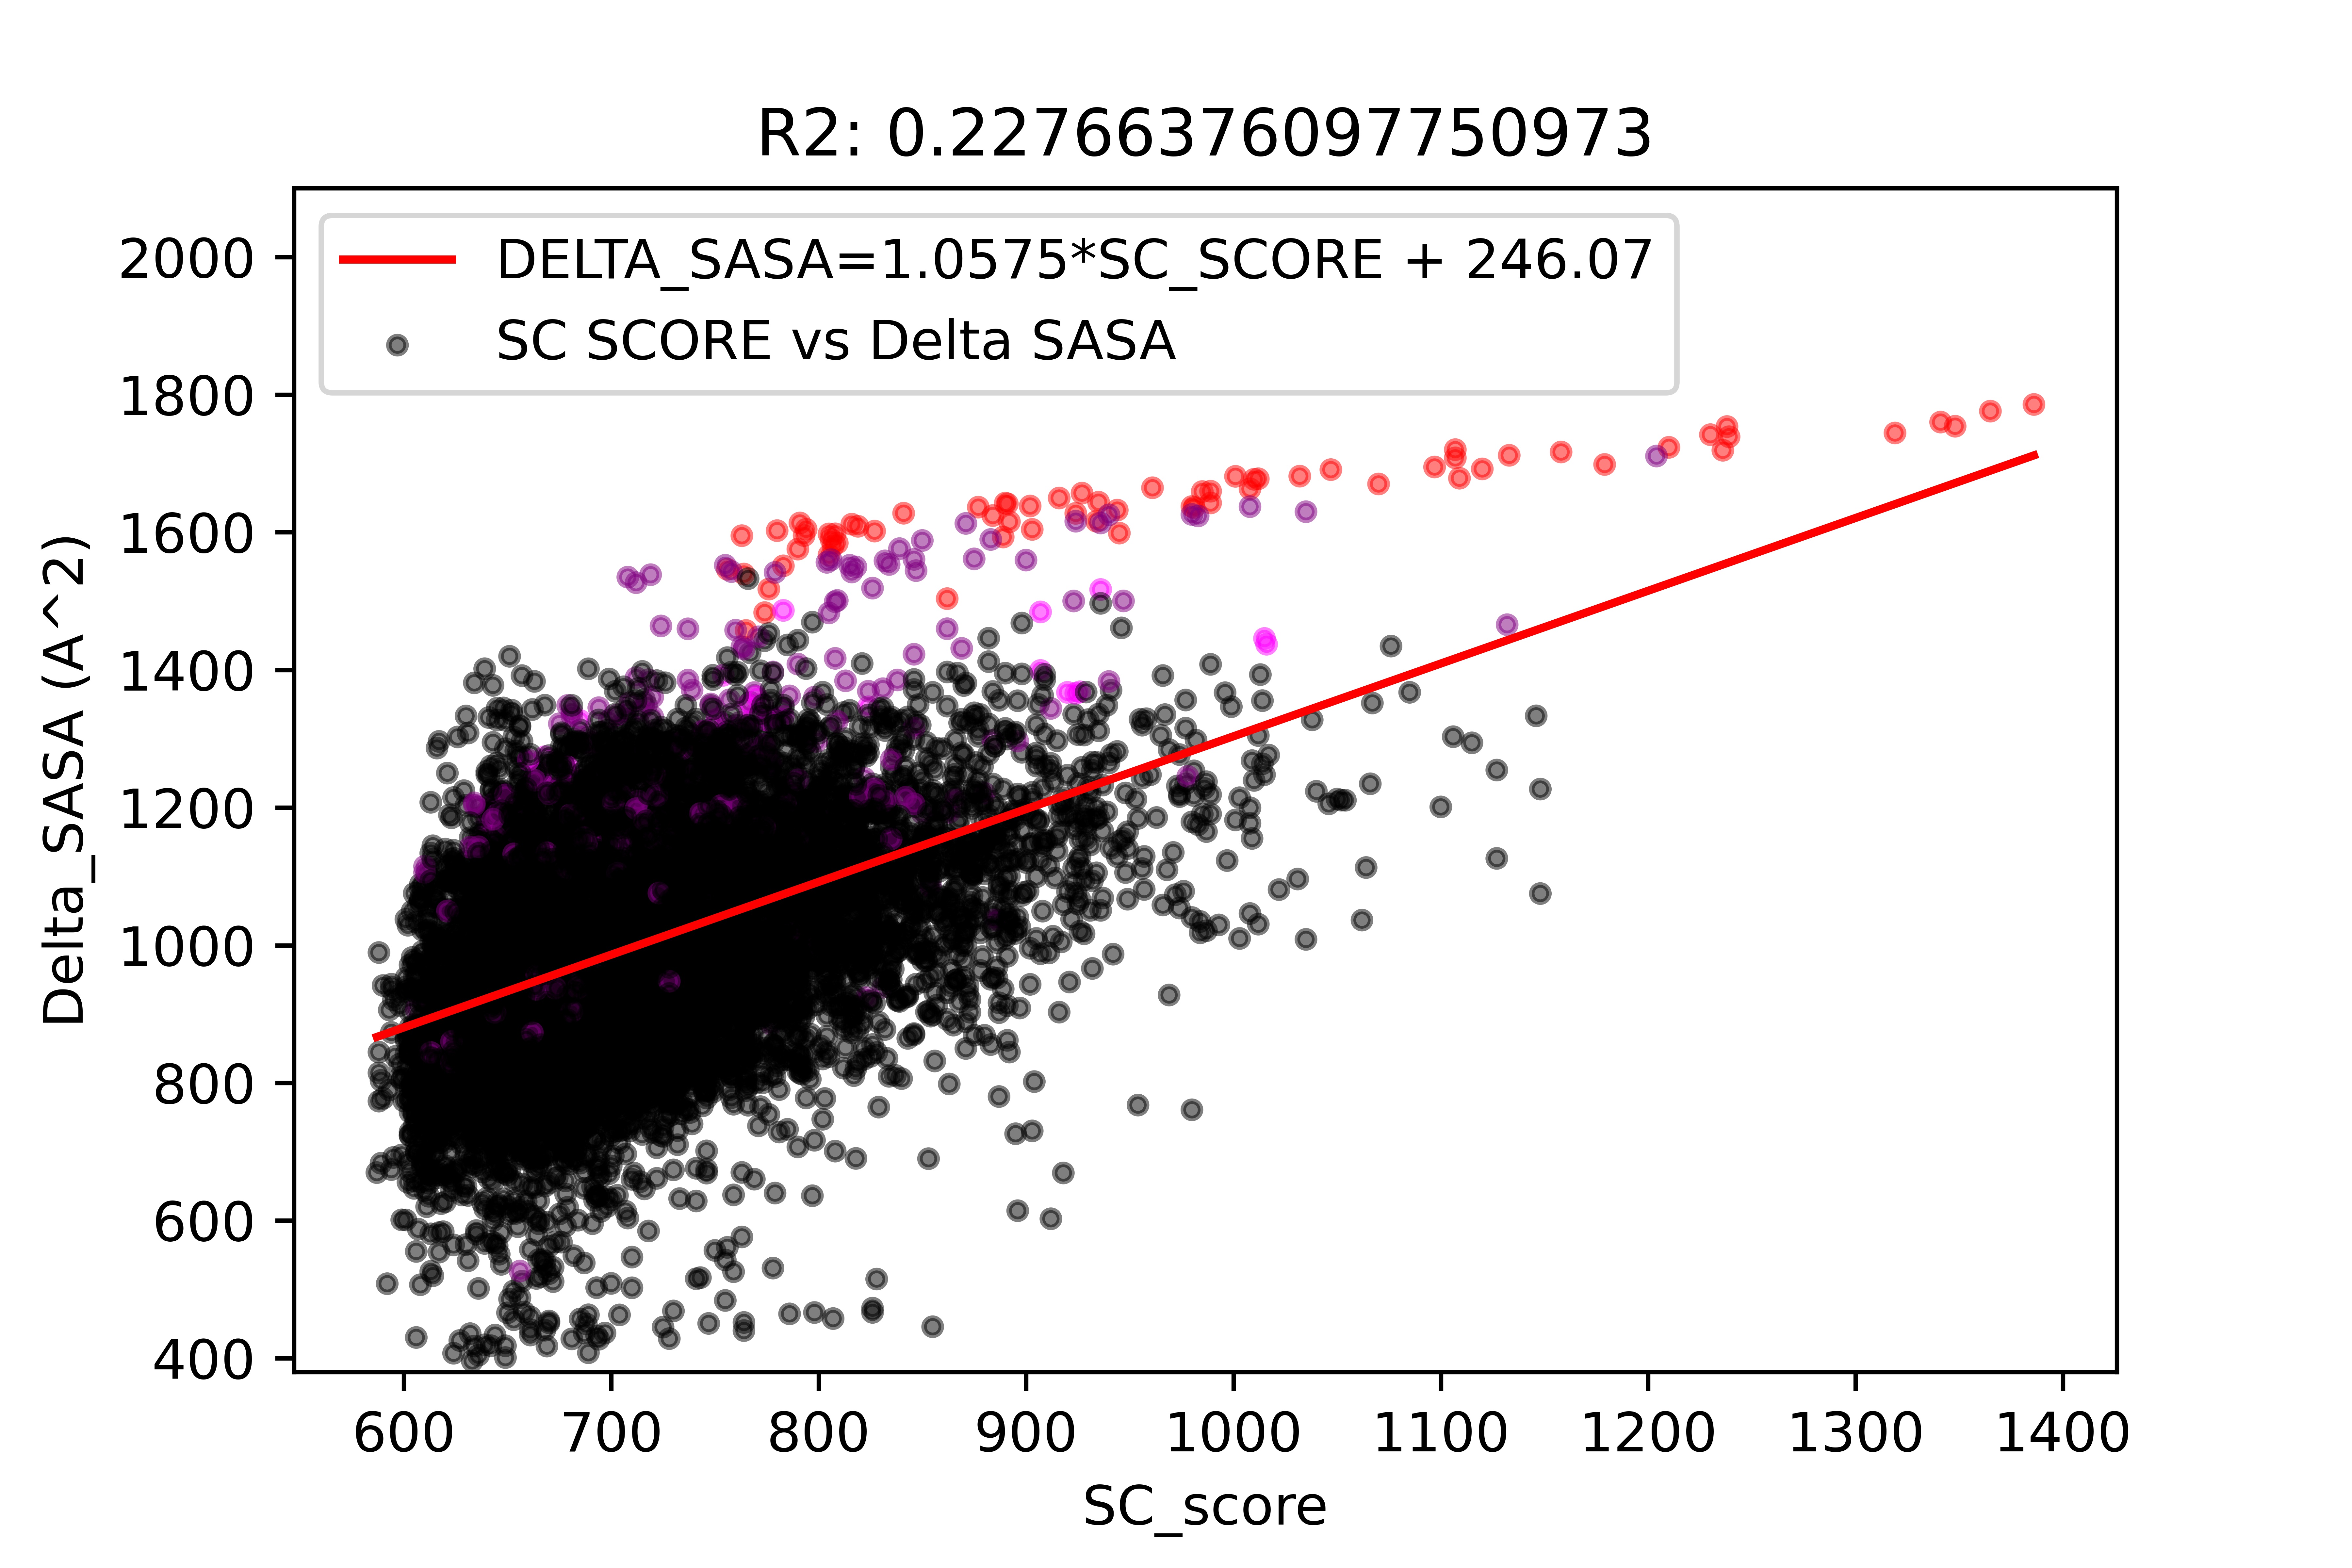 R2: 0.22766376097750973
DELTA_SASA=1.0575*SC_SCORE + 246.07
SC SCORE vs Delta SASA
Delta_SASA (A^2)
2000
1800
1600
1400
1200
1000
800
600
400
600 700 800 900 1000 1100 1200 1300 1400
SC_score